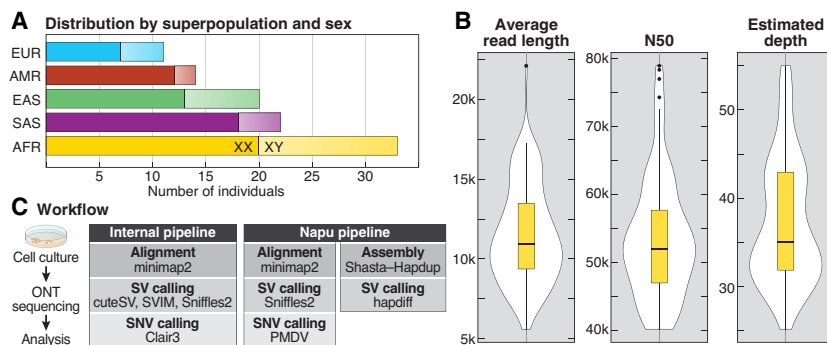 A Distribution by superpopulation and sex
EUR
AMR
EAS
SAS
AFR
XX XY
5 10 15 20 25 30
Number of individuals
B
Average
read length
20k
15k
10k
5k
N50
80k
70k
60k
50k
40k
Estimated
depth
50
40
30
C Workflow
Cell culture
ONT
sequencing
Analysis
Internal pipeline
Alignment
minimap2
SV calling
cuteSV, SVIM, Sniffles2
SNV calling
Clair3
Napu pipeline
Alignment
minimap2
SV calling
Sniffles2
SNV calling
PMDV
Assembly
Shasta–Hapdup
SV calling
hapdiff